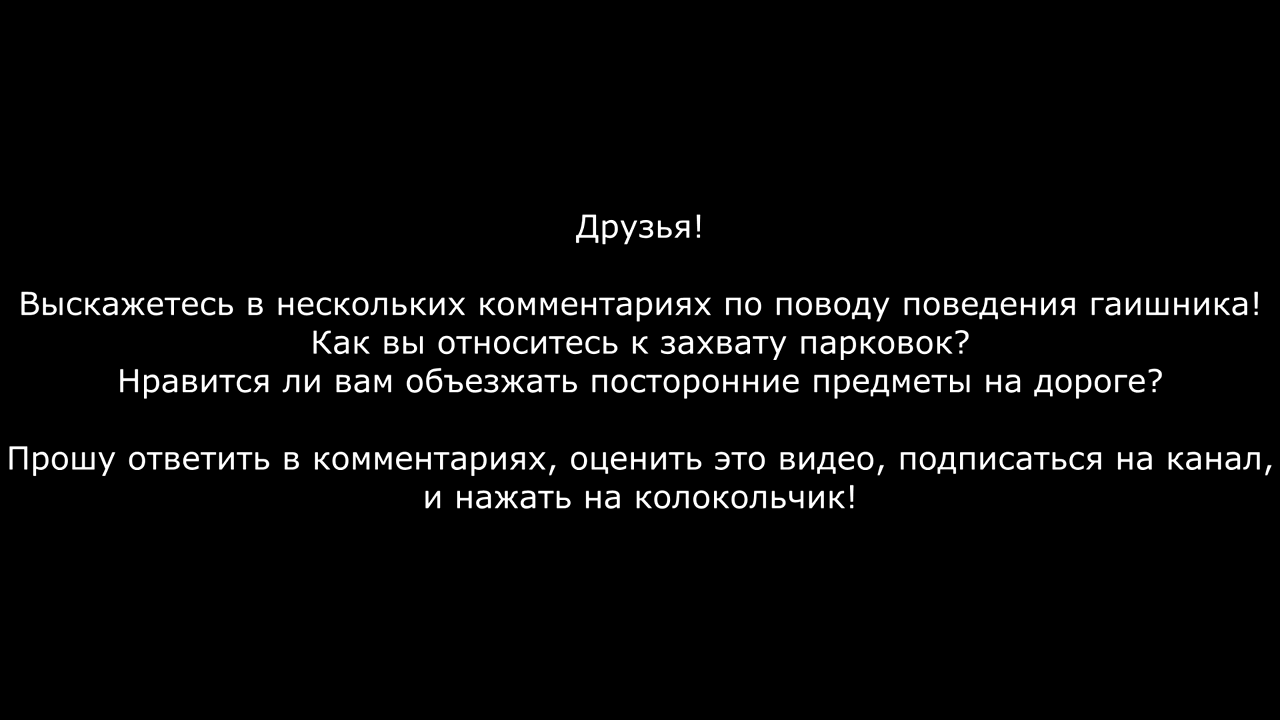 Друзья!
Выскажетесь в нескольких комментариях по поводу поведения гаишника!
Как вы относитесь к захвату парковок?
Нравится ли вам объезжать посторонние предметы на дороге?
Прошу ответить в комментариях, оценить это видео, подписаться на канал,
и нажать на колокольчик!